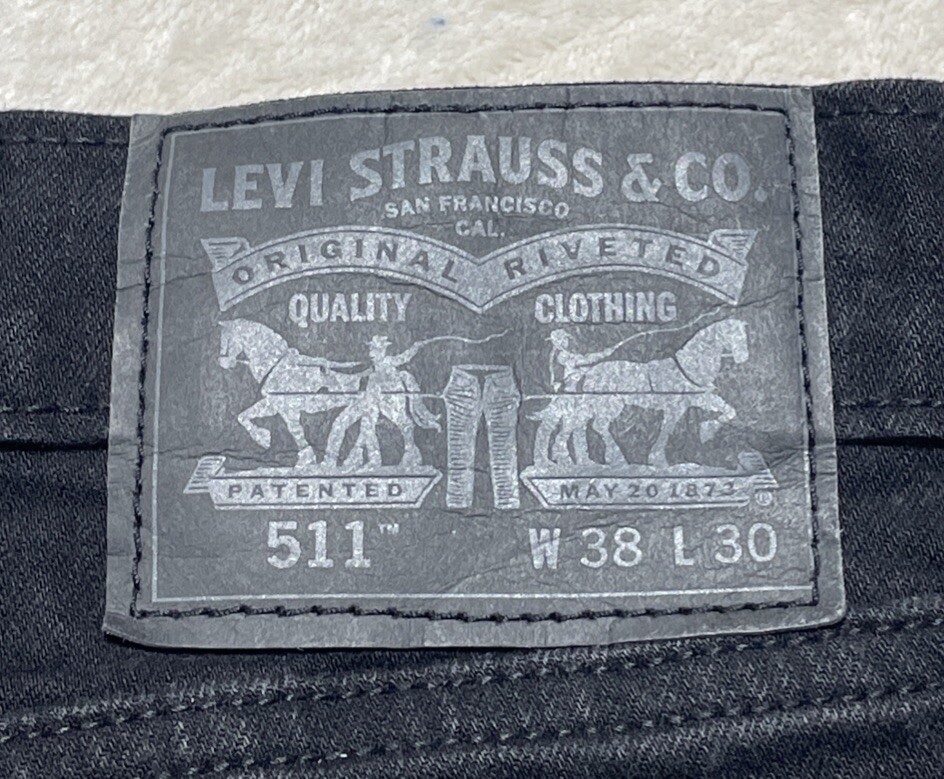 LEVI STRAUSS & CO.
SAN FRANCISCO
CAL.
ORIGINAL RIVETED
QUALITY CLOTHING
PATENTED MAY 20 1873 ®
511™ W 38 L 30